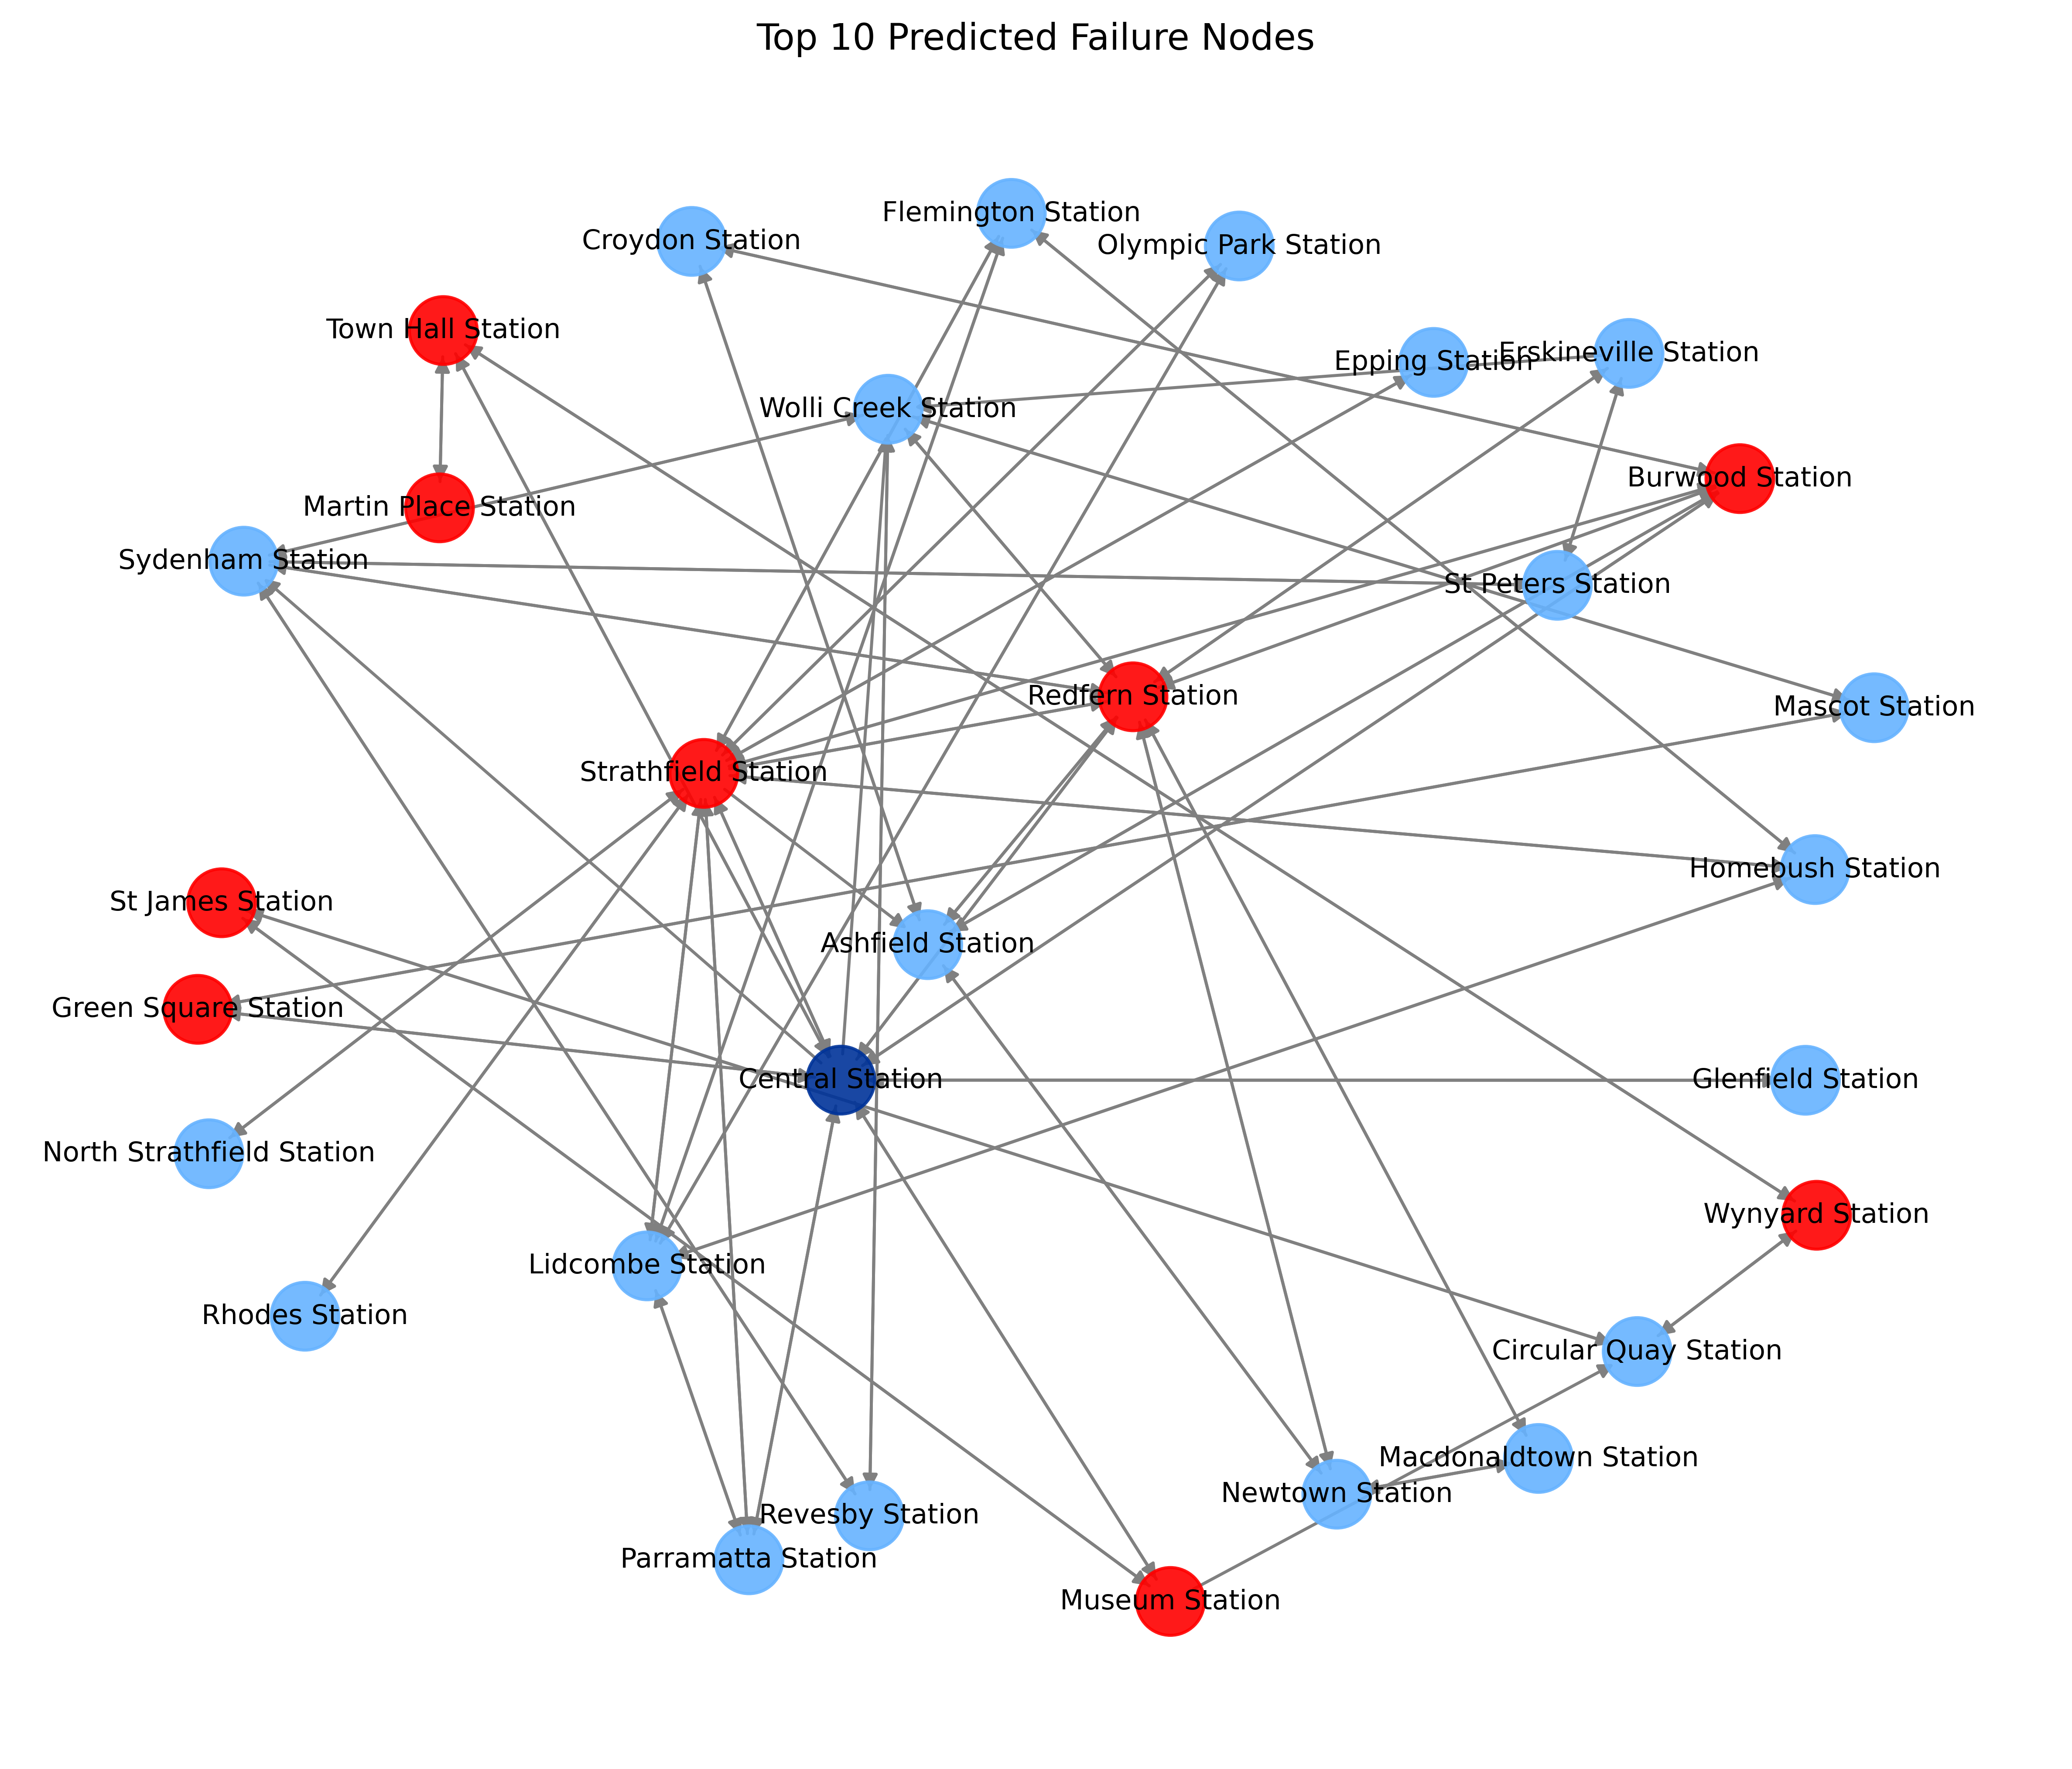 Top 10 Predicted Failure Nodes
Flemington Station
Croydon Station
Olympic Park Station
Town Hall Station
Epping Station
Erskineville Station
Wolli Creek Station
Burwood Station
Martin Place Station
Sydenham Station
St Peters Station
Redfern Station
Mascot Station
Strathfield Station
Homebush Station
St James Station
Ashfield Station
Green Square Station
Central Station
Glenfield Station
North Strathfield Station
Wynyard Station
Lidcombe Station
Rhodes Station
Circular Quay Station
Macdonaldtown Station
Newtown Station
Revesby Station
Parramatta Station
Museum Station